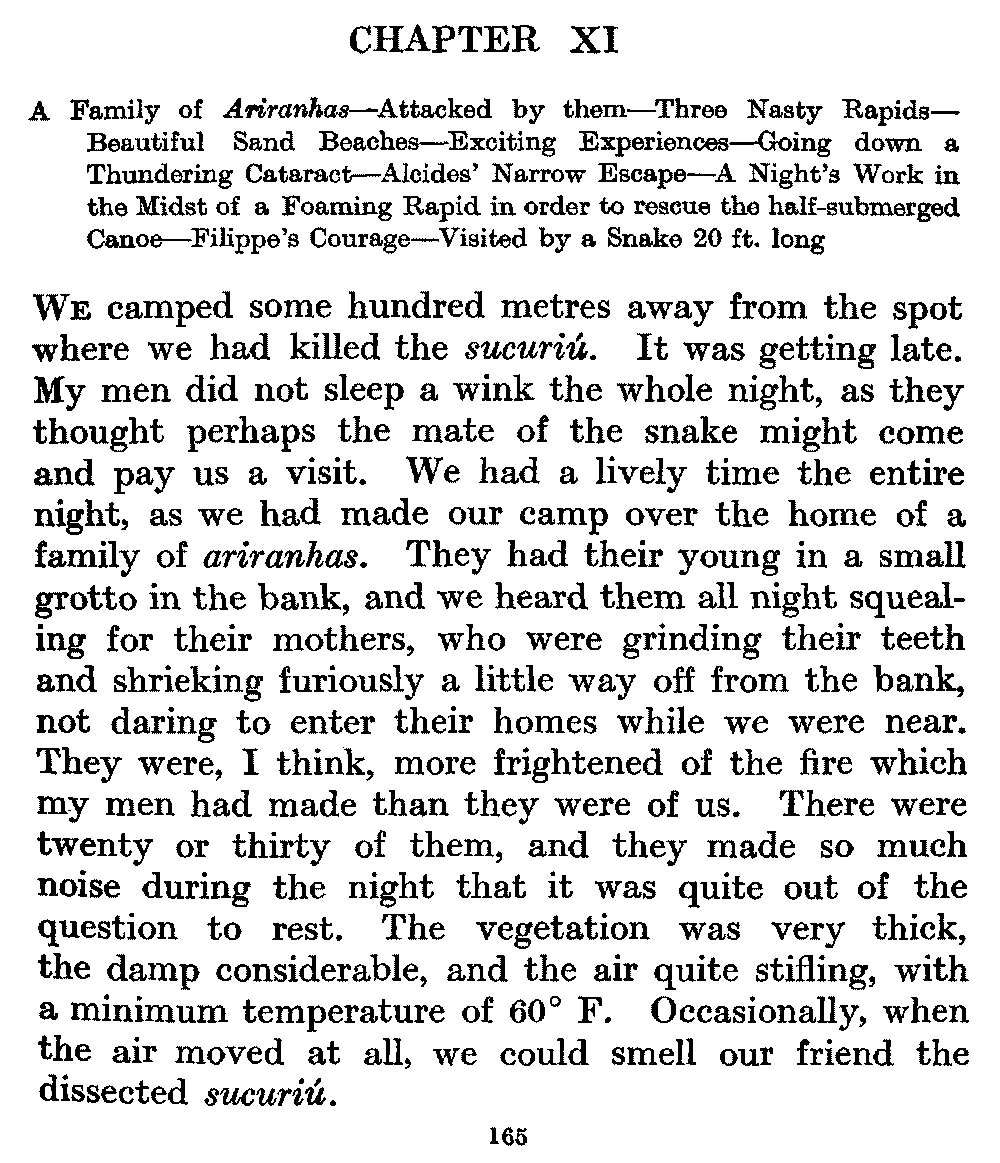 CHAPTER XI
A Family of Ariranhas—Attacked by them—Three Nasty Rapids—
Beautiful Sand Beaches—Exciting Experiences—Going down a
Thundering Cataract—Alcides' Narrow Escape—A Night's Work in
the Midst of a Foaming Rapid in order to rescue the half-submerged
Canoe—Filippe's Courage—Visited by a Snake 20 ft. long
WE camped some hundred metres away from the spot
where we had killed the sucuriú. It was getting late.
My men did not sleep a wink the whole night, as they
thought perhaps the mate of the snake might come
and pay us a visit. We had a lively time the entire
night, as we had made our camp over the home of a
family of ariranhas. They had their young in a small
grotto in the bank, and we heard them all night squeal-
ing for their mothers, who were grinding their teeth
and shrieking furiously a little way off from the bank,
not daring to enter their homes while we were near.
They were, I think, more frightened of the fire which
my men had made than they were of us. There were
twenty or thirty of them, and they made so much
noise during the night that it was quite out of the
question to rest. The vegetation was very thick,
the damp considerable, and the air quite stifling, with
a minimum temperature of 60° F. Occasionally, when
the air moved at all, we could smell our friend the
dissected sucuriú.
165